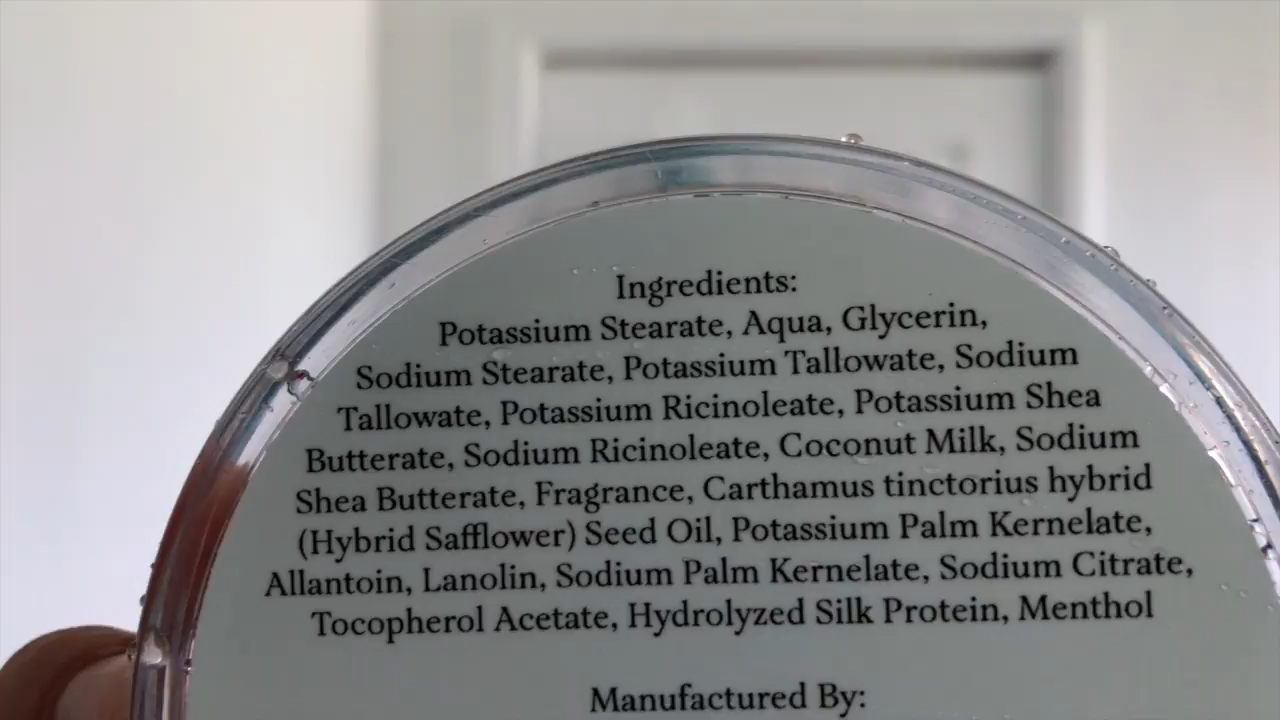 Ingredients:
Potassium Stearate, Aqua, Glycerin,
Sodium Stearate, Potassium Tallowate, Sodium
Tallowate, Potassium Ricinoleate, Potassium Shea
Butterate, Sodium Ricinoleate, Coconut Milk, Sodium
Shea Butterate, Fragrance, Carthamus tinctorius hybrid
(Hybrid Safflower) Seed Oil, Potassium Palm Kernelate,
Allantoin, Lanolin, Sodium Palm Kernelate, Sodium Citrate,
Tocopherol Acetate, Hydrolyzed Silk Protein, Menthol
Manufactured By: